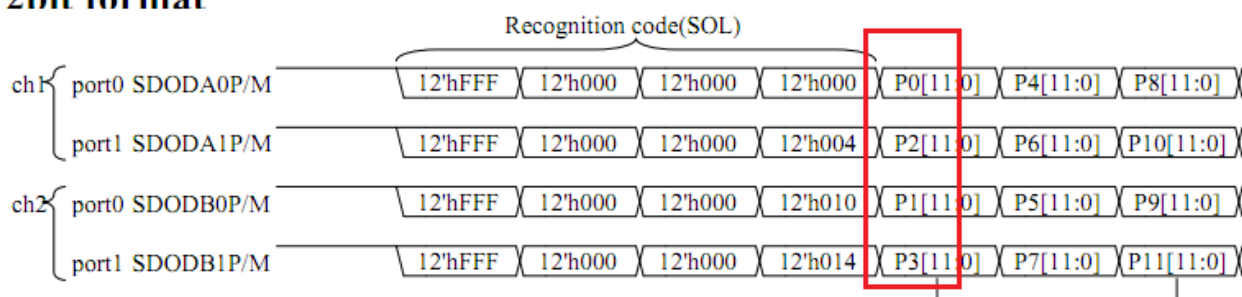 2bit format
Recognition code(SOL)
ch1 port0 SDODA0P/M 12'hFFF 12'h000 12'h000 12'h000 P0[11:0] P4[11:0] P8[11:0]
port1 SDODA1P/M 12'hFFF 12'h000 12'h000 12'h004 P2[11:0] P6[11:0] P10[11:0]
ch2 port0 SDODB0P/M 12'hFFF 12'h000 12'h000 12'h010 P1[11:0] P5[11:0] P9[11:0]
port1 SDODB1P/M 12'hFFF 12'h000 12'h000 12'h014 P3[11:0] P7[11:0] P11[11:0]